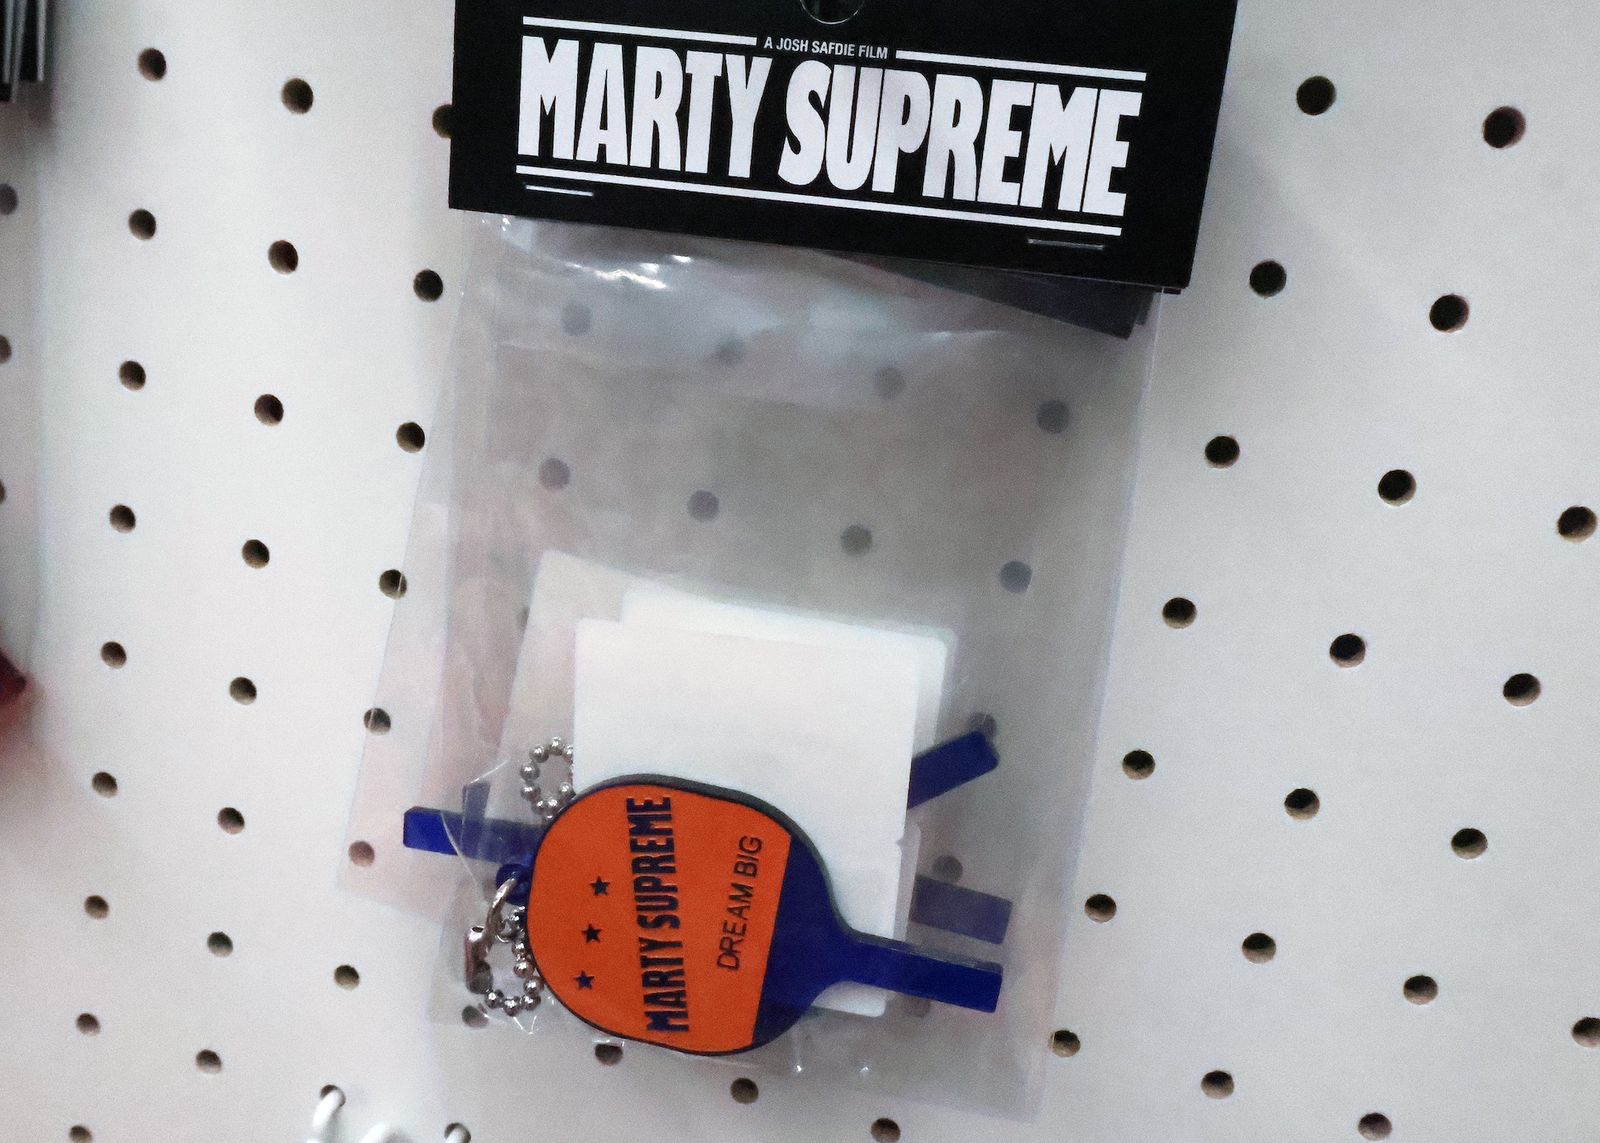 A JOSH SAFDIE FILM
MARTY SUPREME
MARTY SUPREME
DREAM BIG